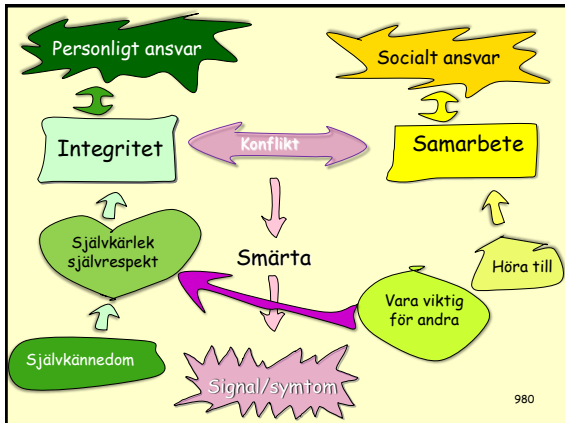 Personligt ansvar
Socialt ansvar
Integritet
Konflikt
Samarbete
Självkärlek
självrespekt
Smärta
Höra till
Vara viktig
för andra
Självkännedom
Signal/symtom
980